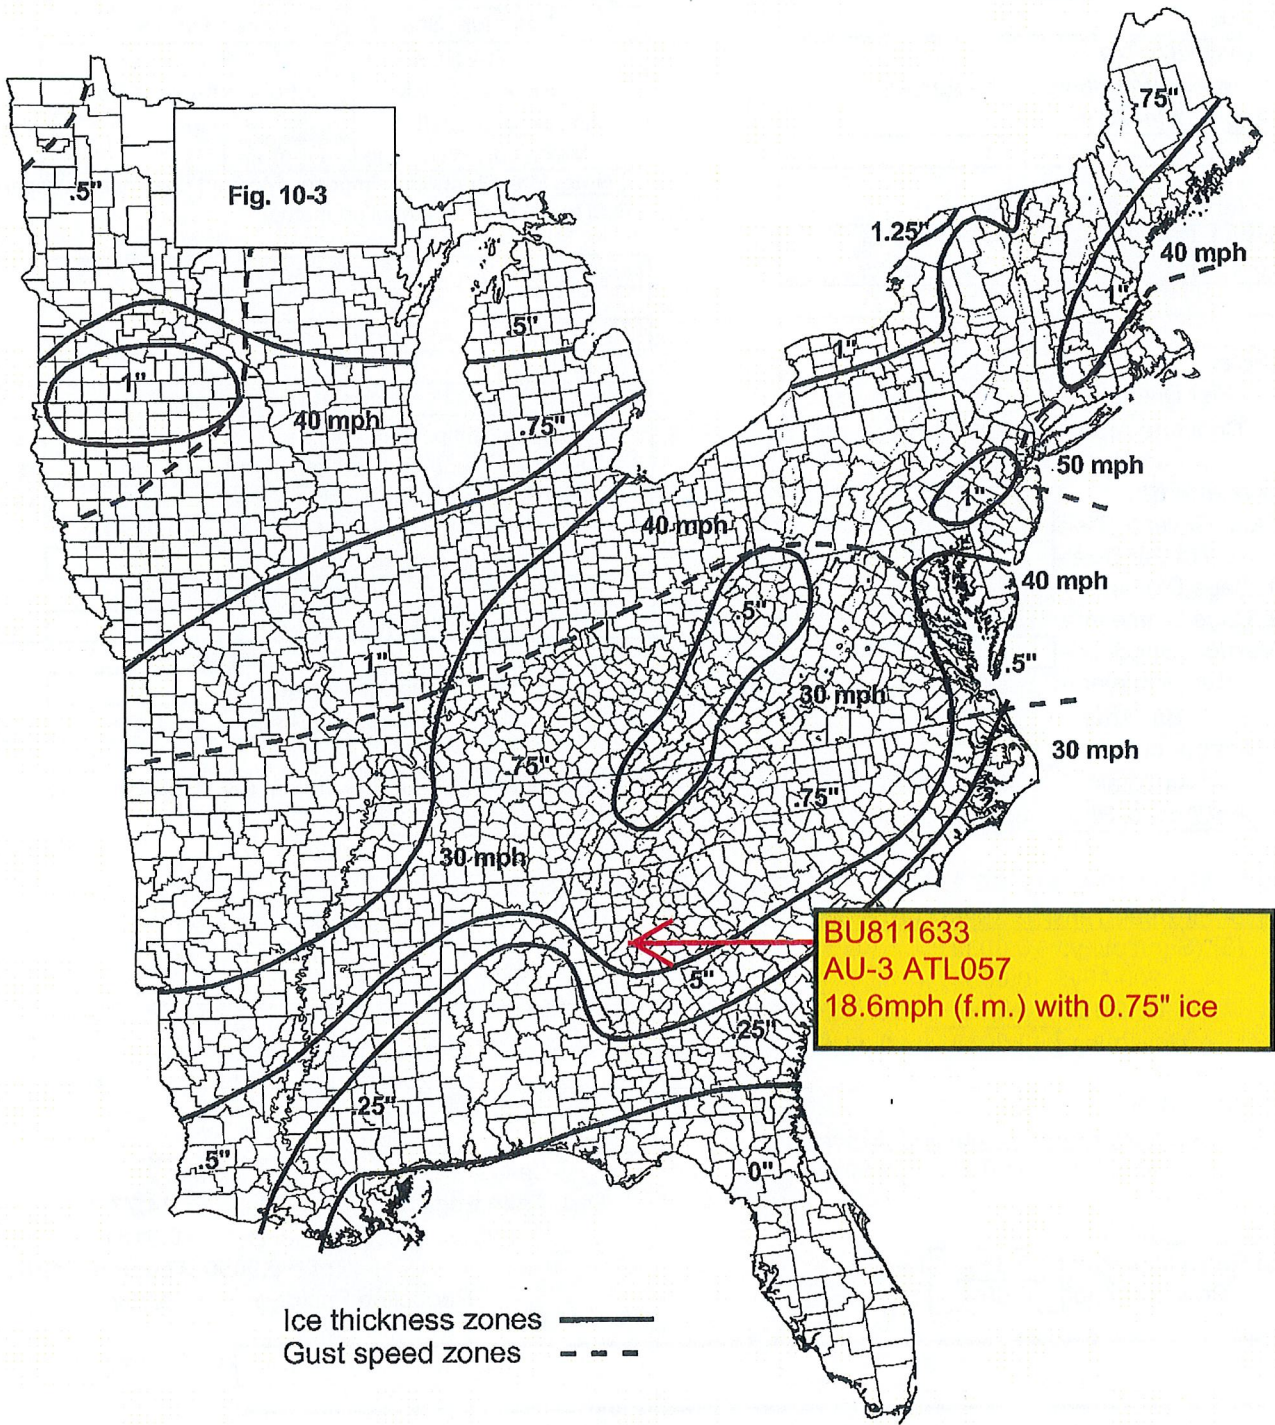 .75"
Fig. 10-3
.5"
1.25"
40 mph
1"
.5"
1"
1"
40 mph
.75"
50 mph
1"
40 mph
40 mph
.5"
1"
.5"
30 mph
30 mph
.75"
.75"
30 mph
BU811633
AU-3 ATL057
18.6mph (f.m.) with 0.75" ice
.5"
.25"
.25"
.5"
0"
Ice thickness zones
Gust speed zones